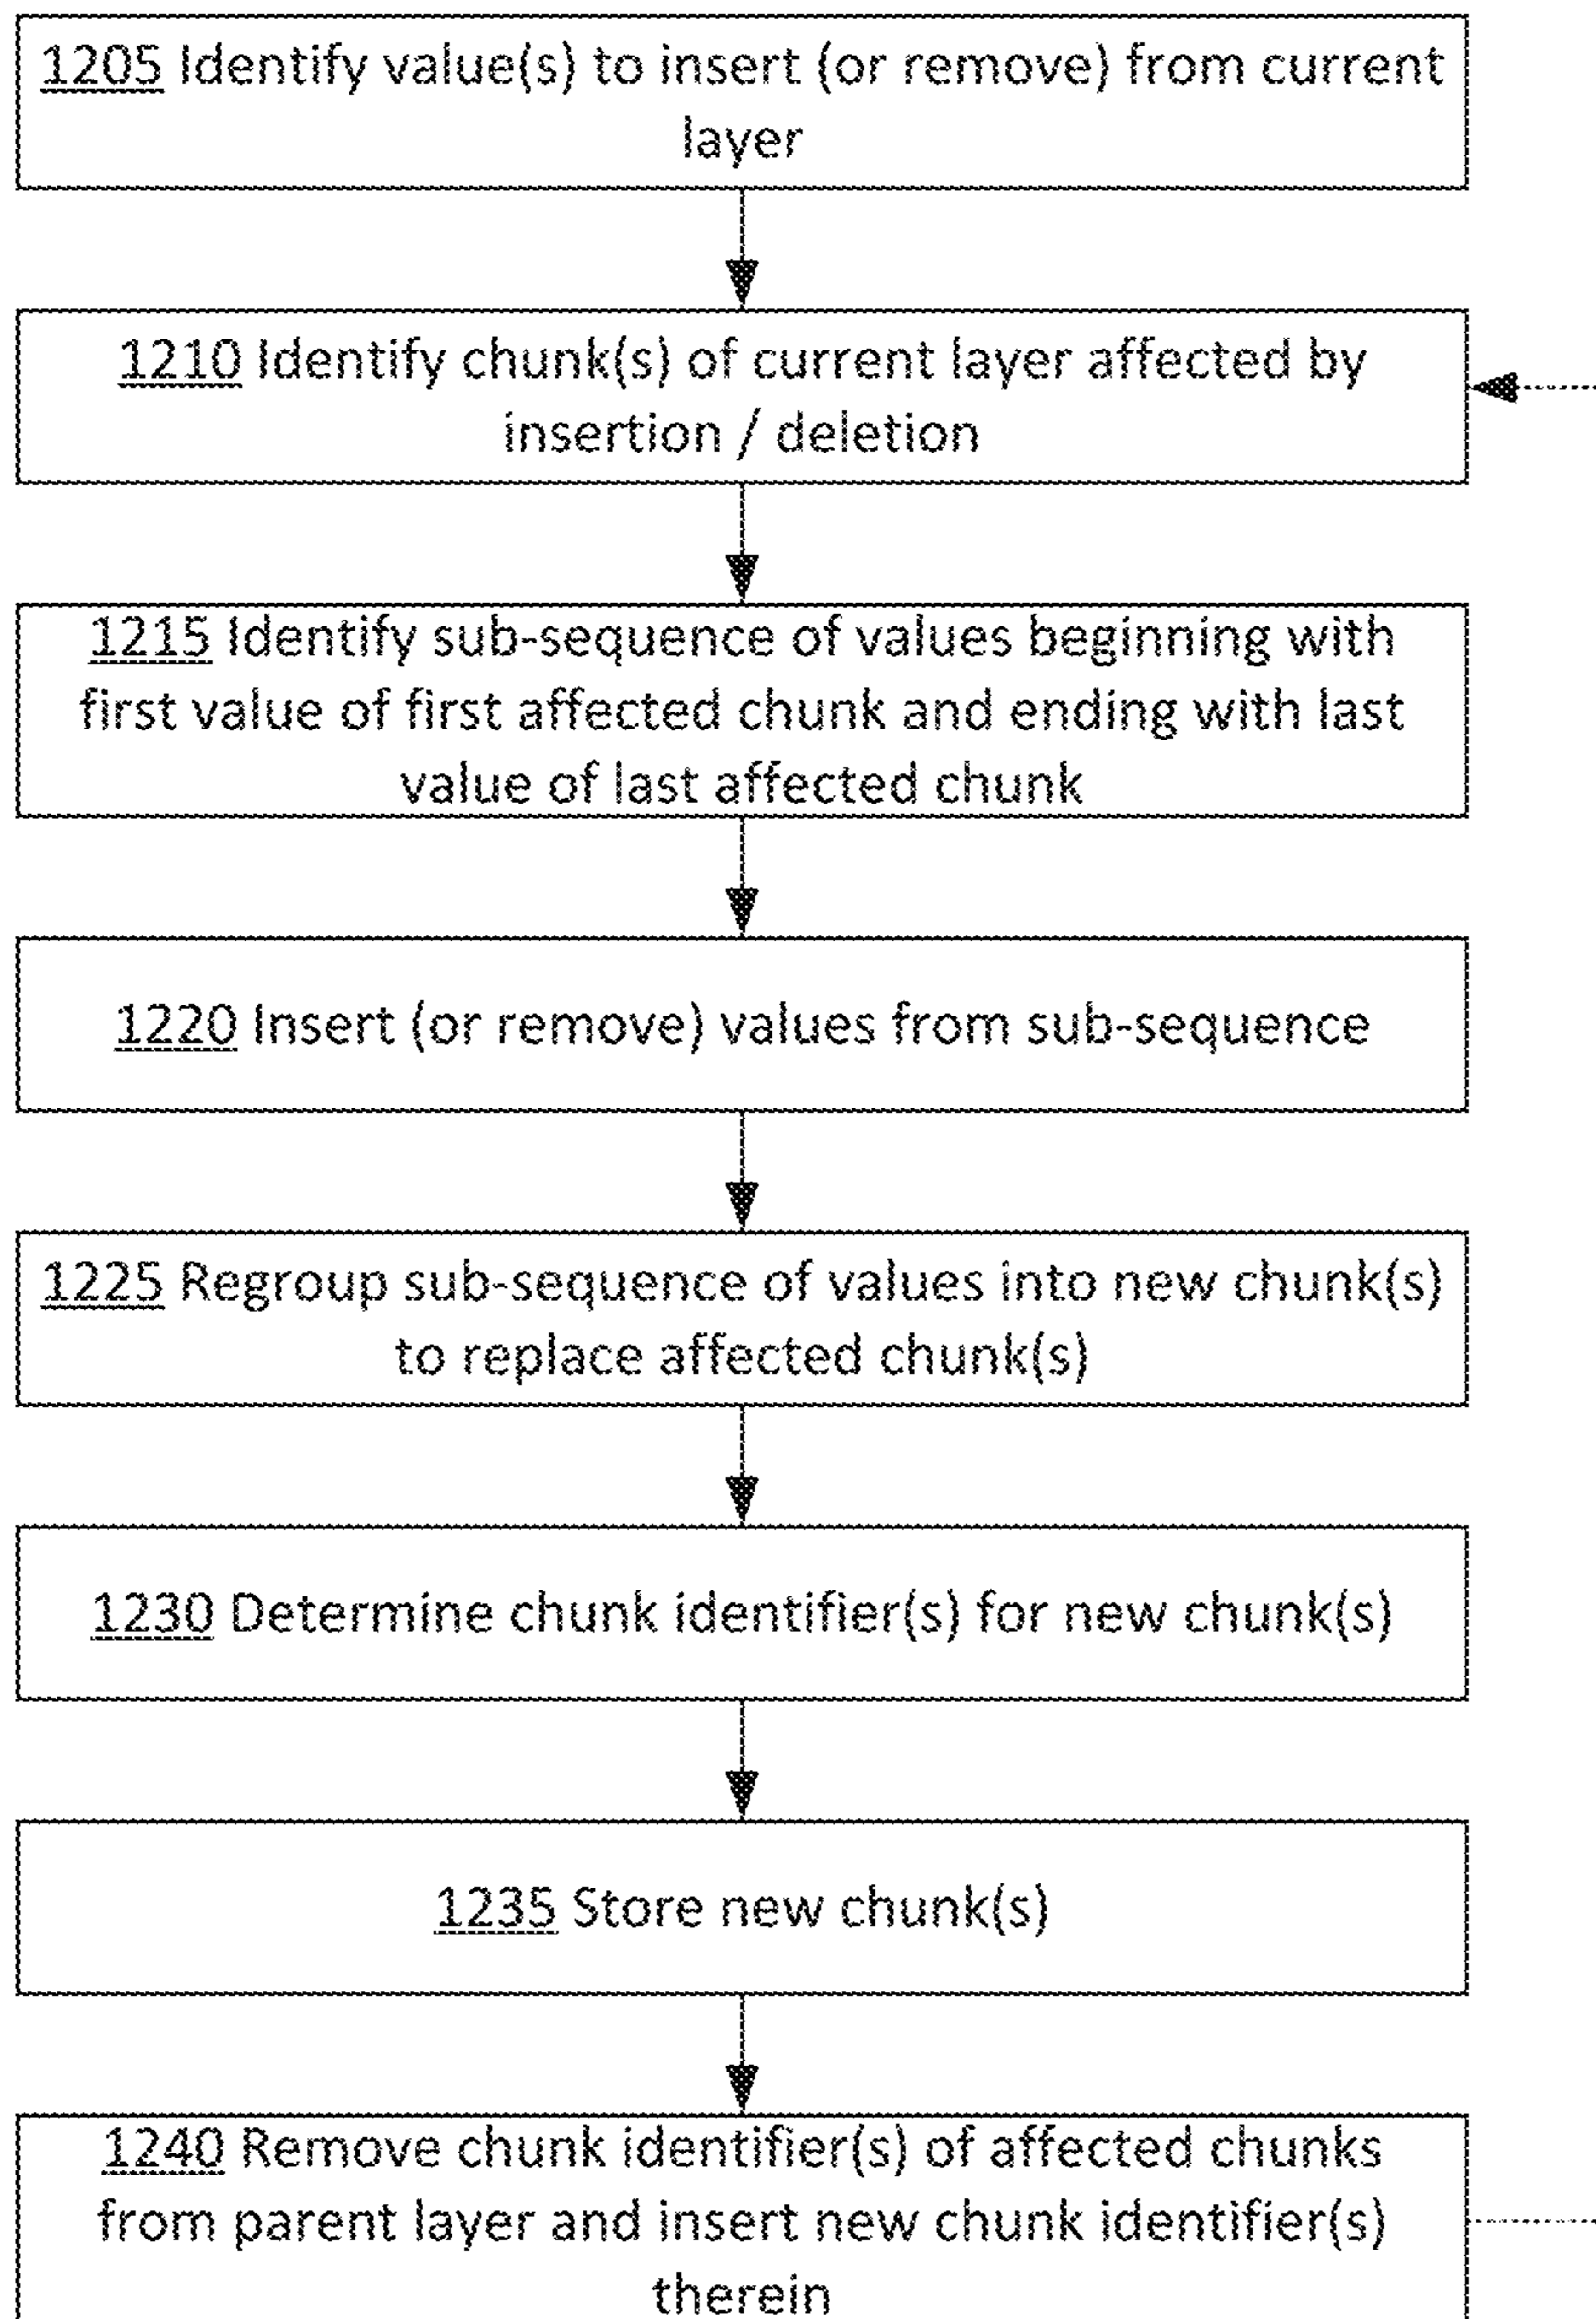 1205 Identify value(s) to insert (or remove) from current
layer
1210 Identify chunk(s) of current layer affected by
insertion / deletion
1215 Identify sub-sequence of values beginning with
first value of first affected chunk and ending with last
value of last affected chunk
1220 Insert (or remove) values from sub-sequence
1225 Regroup sub-sequence of values into new chunk(s)
to replace affected chunk(s)
1230 Determine chunk identifier(s) for new chunk(s)
1235 Store new chunk(s)
1240 Remove chunk identifier(s) of affected chunks
from parent layer and insert new chunk identifier(s)
therein